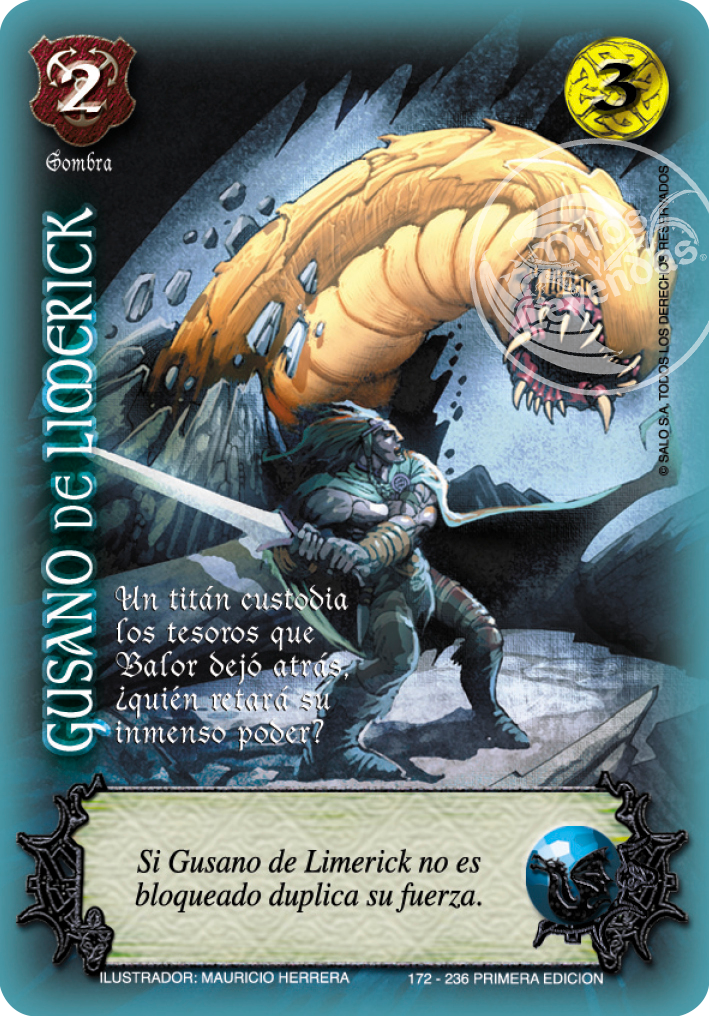 2
3
Sombra
GUSANO DE LIMERICK
Mitos y Leyendas®
© SALO S.A. TODOS LOS DERECHOS RESERVADOS
Un titán custodia
los tesoros que
Balor dejó atrás,
¿quién retará su
inmenso poder?
Si Gusano de Limerick no es
bloqueado duplica su fuerza.
ILUSTRADOR: MAURICIO HERRERA
172 - 236 PRIMERA EDICION